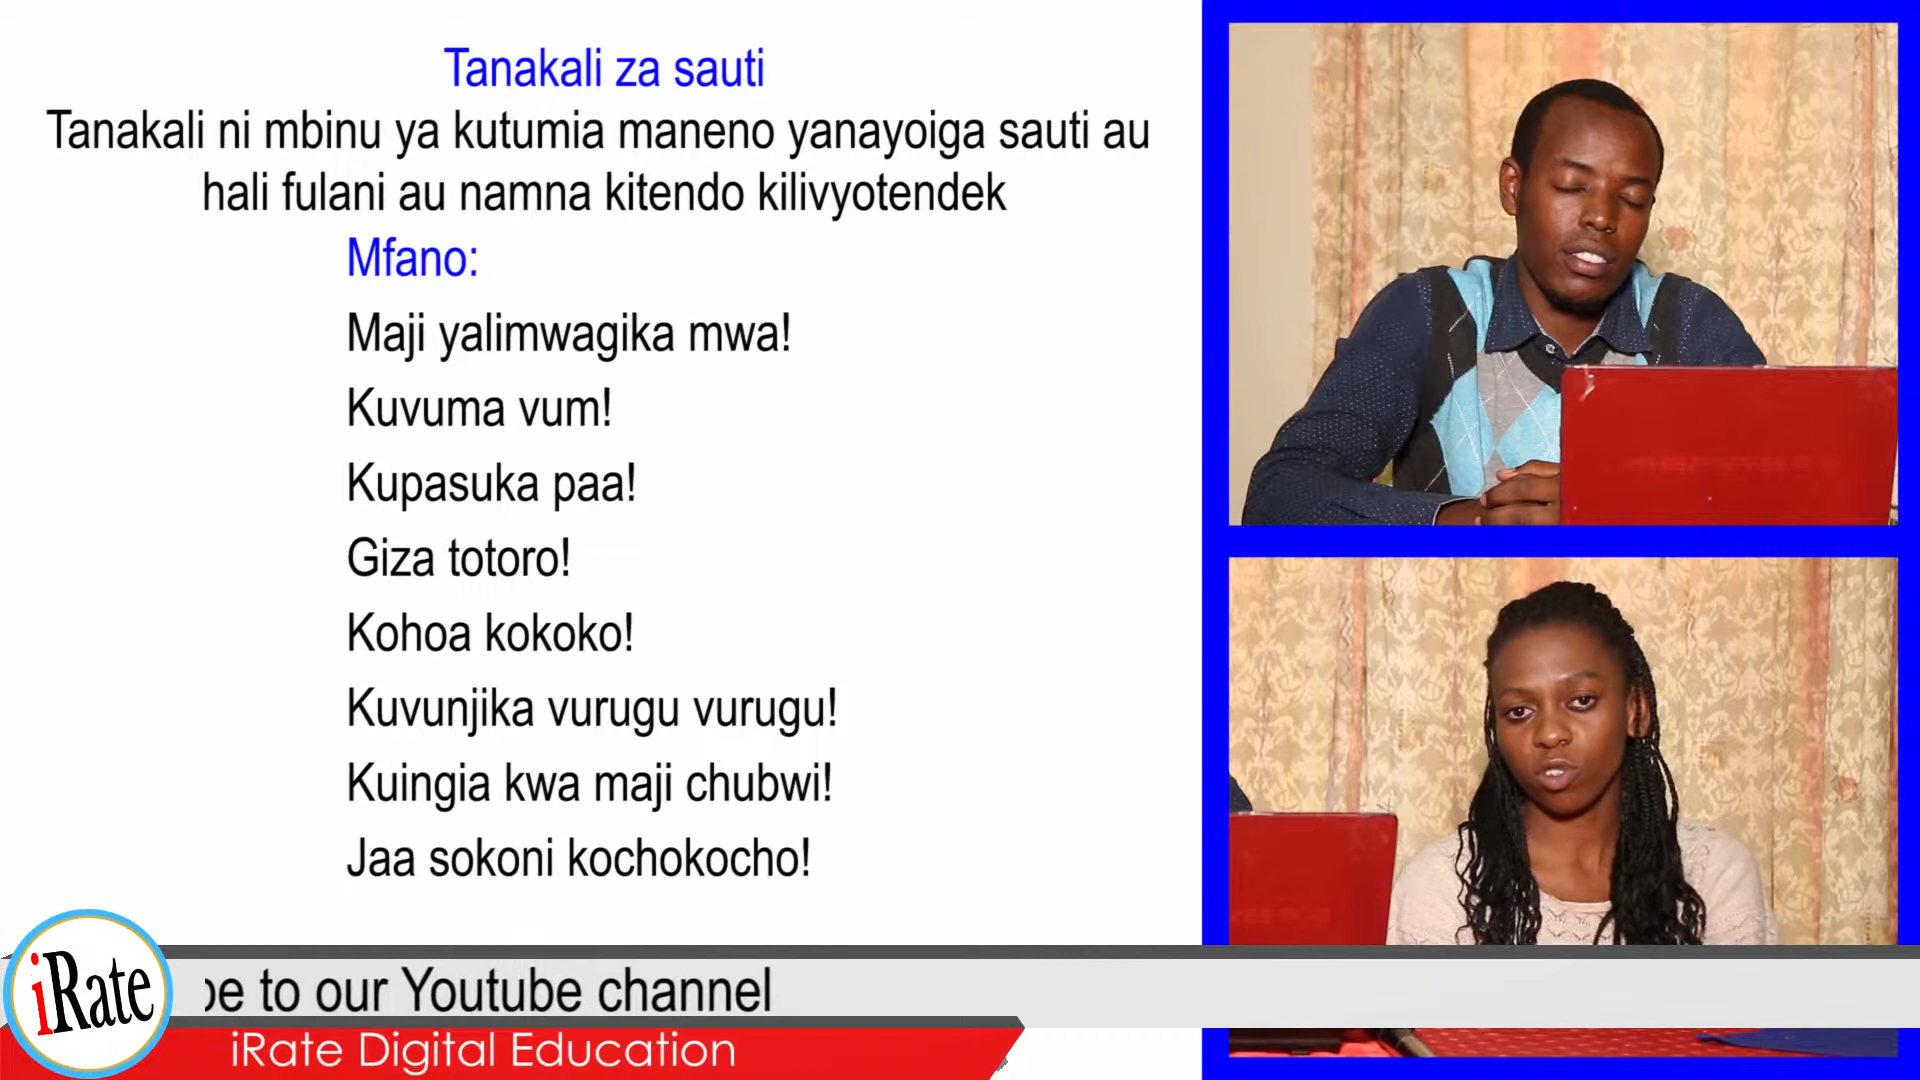 Tanakali za sauti
Tanakali ni mbinu ya kutumia maneno yanayoiga sauti au
hali fulani au namna kitendo kilivyotendek
Mfano:
Maji yalimwagika mwa!
Kuvuma vum!
Kupasuka paa!
Giza totoro!
Kohoa kokoko!
Kuvunjika vurugu vurugu!
Kuingia kwa maji chubwi!
Jaa sokoni kochokocho!
iRate
to our Youtube channel
iRate Digital Education